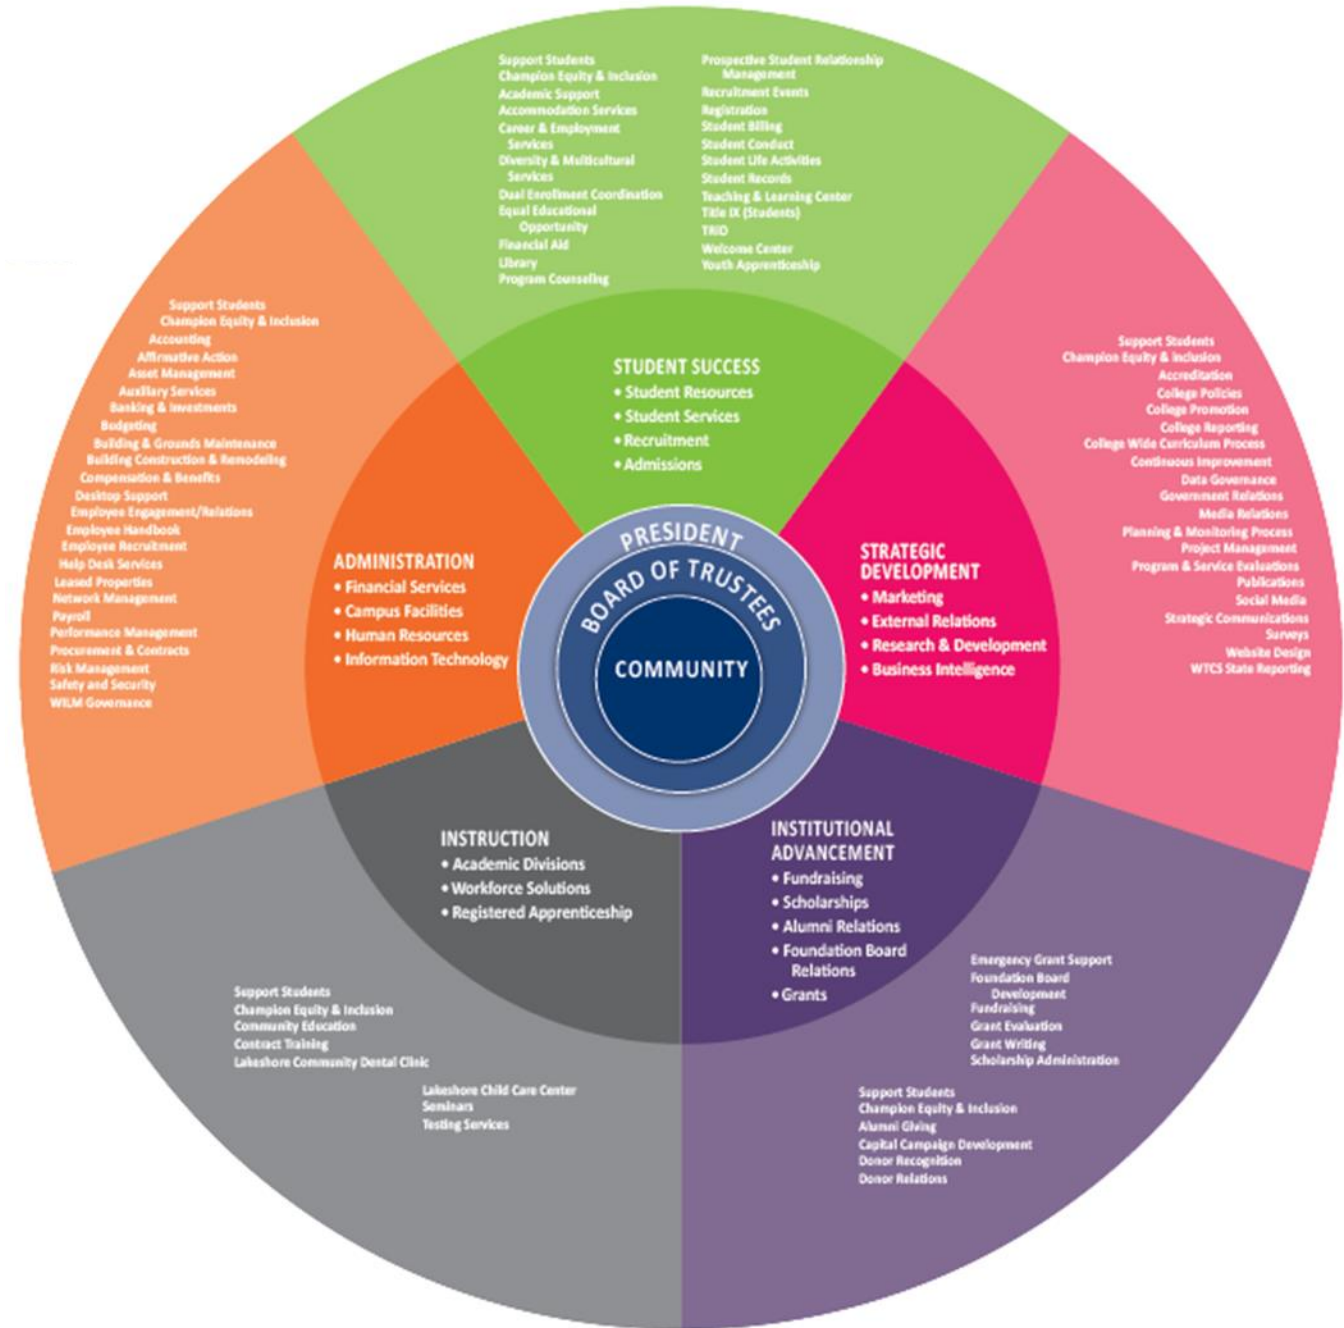 Support Students
Champion Equity & Inclusion
Academic Support
Accommodation Services
Career & Employment
Services
Diversity & Multicultural
Services
Dual Enrollment Coordination
Equal Educational
Opportunity
Financial Aid
Library
Program Counseling
Prospective Student Relationship
Management
Recruitment Events
Registration
Student Billing
Student Conduct
Student Life Activities
Student Records
Teaching & Learning Center
Title IX (Students)
TRIO
Welcome Center
Youth Apprenticeship
STUDENT SUCCESS
• Student Resources
• Student Services
• Recruitment
• Admissions
Support Students
Champion Equity & Inclusion
Accounting
Affirmative Action
Asset Management
Auxiliary Services
Banking & Investments
Budgeting
Building & Grounds Maintenance
Building Construction & Remodeling
Compensation & Benefits
Desktop Support
Employee Engagement/Relations
Employee Handbook
Employee Recruitment
Help Desk Services
Leased Properties
Network Management
Payroll
Performance Management
Procurement & Contracts
Risk Management
Safety and Security
WILM Governance
ADMINISTRATION
• Financial Services
• Campus Facilities
• Human Resources
• Information Technology
PRESIDENT
BOARD OF TRUSTEES
COMMUNITY
STRATEGIC
DEVELOPMENT
• Marketing
• External Relations
• Research & Development
• Business Intelligence
Support Students
Champion Equity & Inclusion
Accreditation
College Policies
College Promotion
College Reporting
College Wide Curriculum Process
Continuous Improvement
Data Governance
Government Relations
Media Relations
Planning & Monitoring Process
Project Management
Program & Service Evaluations
Publications
Social Media
Strategic Communications
Surveys
Website Design
WTCS State Reporting
INSTRUCTION
• Academic Divisions
• Workforce Solutions
• Registered Apprenticeship
Support Students
Champion Equity & Inclusion
Community Education
Contract Training
Lakeshore Community Dental Clinic
Lakeshore Child Care Center
Seminars
Testing Services
INSTITUTIONAL
ADVANCEMENT
• Fundraising
• Scholarships
• Alumni Relations
• Foundation Board
Relations
• Grants
Emergency Grant Support
Foundation Board
Development
Fundraising
Grant Evaluation
Grant Writing
Scholarship Administration
Support Students
Champion Equity & Inclusion
Alumni Giving
Capital Campaign Development
Donor Recognition
Donor Relations